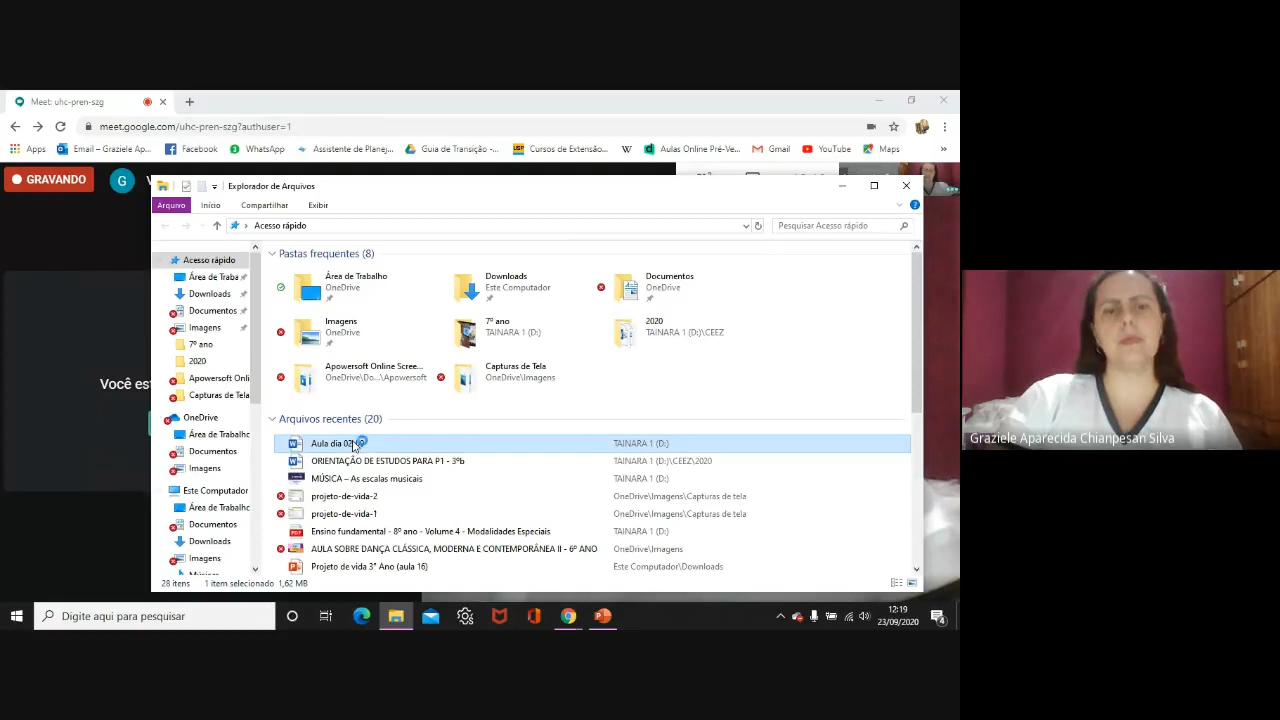 Meet: uhc-pren-szg
meet.google.com/uhc-pren-szg?authuser=1
Apps Email – Graziele Ap... Facebook WhatsApp Assistente de Planej... Guia de Transição -... Cursos de Extensão... Aulas Online Pré-Ve... Gmail YouTube Maps »
GRAVANDO G
Explorador de Arquivos
Arquivo Início Compartilhar Exibir
Acesso rápido
Pesquisar Acesso rápido
Acesso rápido
Área de Traba
Downloads
Documentos
Imagens
7º ano
2020
Apowersoft Onli
Capturas de Tela
OneDrive
Área de Trabalho
Documentos
Imagens
Este Computador
Área de Trabalho
Documentos
Downloads
Imagens
Pastas frequentes (8)
Área de Trabalho
OneDrive
Downloads
Este Computador
Documentos
OneDrive
Imagens
OneDrive
7º ano
TAINARA 1 (D:)
2020
TAINARA 1 (D:)\CEEZ
Apowersoft Online Scree...
OneDrive\Do...\Apowersoft
Capturas de Tela
OneDrive\Imagens
Arquivos recentes (20)
Aula dia TAINARA 1 (D:)
ORIENTAÇÃO DE ESTUDOS PARA P1 - 3ºb TAINARA 1 (D:)\CEEZ\2020
MÚSICA – As escalas musicais TAINARA 1 (D:)
projeto-de-vida-2 OneDrive\Imagens\Capturas de tela
projeto-de-vida-1 OneDrive\Imagens\Capturas de tela
Ensino fundamental - 8º ano - Volume 4 - Modalidades Especiais TAINARA 1 (D:)
AULA SOBRE DANÇA CLÁSSICA, MODERNA E CONTEMPORÂNEA II - 6º ANO OneDrive\Imagens
Projeto de vida 3° Ano (aula 16) Este Computador\Downloads
28 itens 1 item selecionado 1,62 MB
Você es
Digite aqui para pesquisar
12:19
23/09/2020
4
Graziele Aparecida Chianpesan Silva